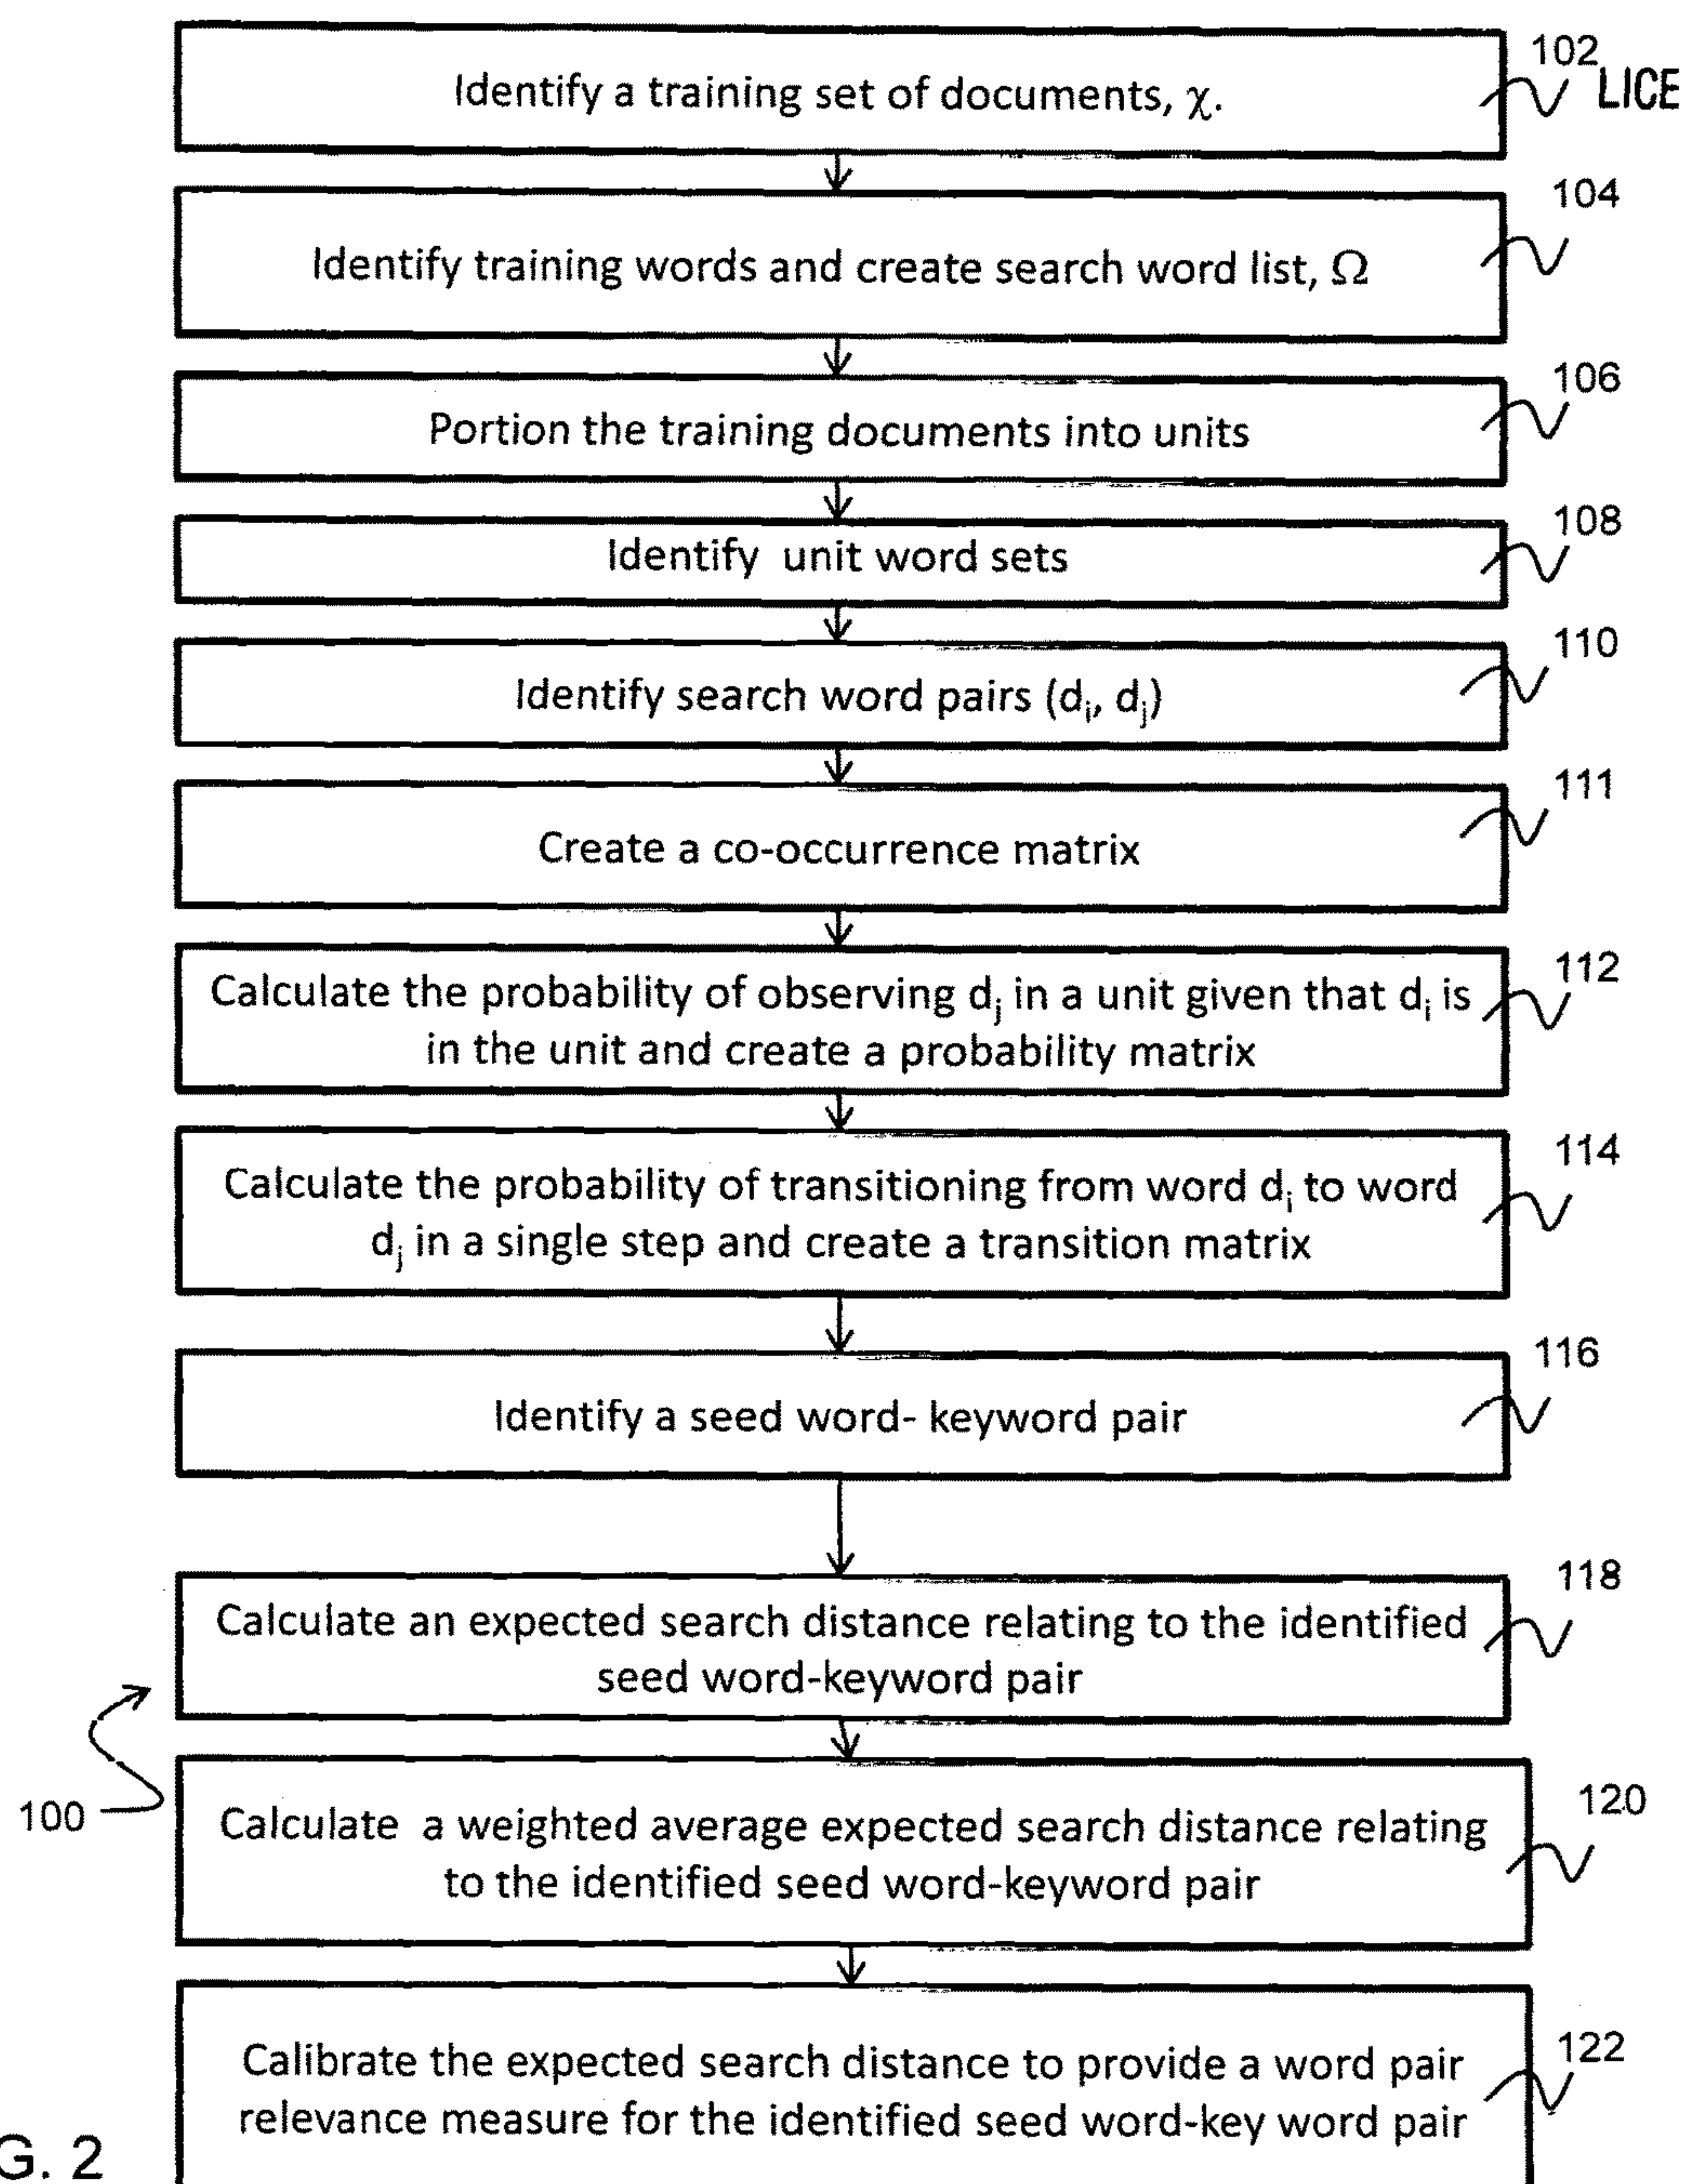 102
LICE
Identify a training set of documents, χ.
104
Identify training words and create search word list, Ω
106
Portion the training documents into units
108
Identify unit word sets
110
Identify search word pairs (dᵢ, dⱼ)
111
Create a co-occurrence matrix
112
Calculate the probability of observing dⱼ in a unit given that dᵢ is
in the unit and create a probability matrix
114
Calculate the probability of transitioning from word dᵢ to word
dⱼ in a single step and create a transition matrix
116
Identify a seed word- keyword pair
118
Calculate an expected search distance relating to the identified
seed word-keyword pair
100
120
Calculate a weighted average expected search distance relating
to the identified seed word-keyword pair
122
Calibrate the expected search distance to provide a word pair
relevance measure for the identified seed word-key word pair
G. 2